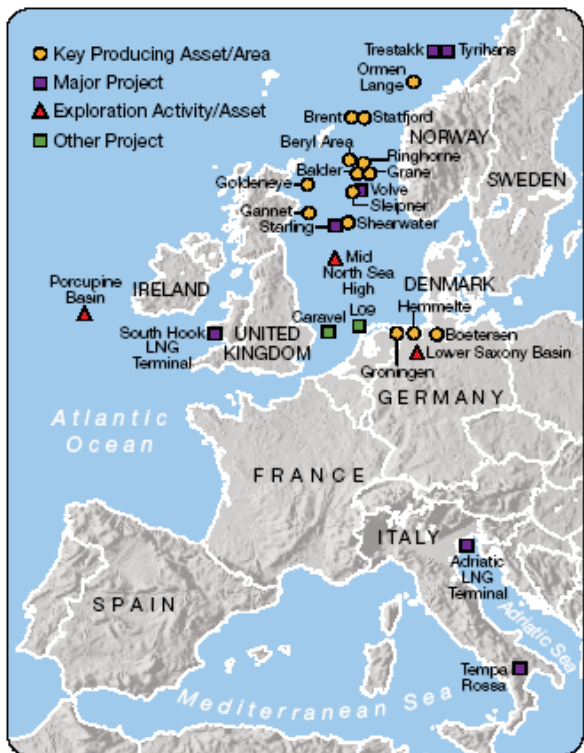 Key Producing Asset/Area
Major Project
Exploration Activity/Asset
Other Project
Trestakk
Tyrihans
Ormen
Lange
Brent
Statfjord
NORWAY
Beryl Area
Ringhorne
Balder
Grane
SWEDEN
Goldeneye
Volve
Sleipner
Gannet
Starling
Shearwater
Mid
North Sea
High
Porcupine
Basin
IRELAND
DENMARK
Hemmelte
Caravel
Loe
South Hook
LNG
Terminal
UNITED
KINGDOM
Boetersen
Lower Saxony Basin
Groningen
GERMANY
Atlantic
Ocean
FRANCE
ITALY
Adriatic
LNG
Terminal
SPAIN
Adriatic Sea
Tempa
Rossa
Mediterranean Sea